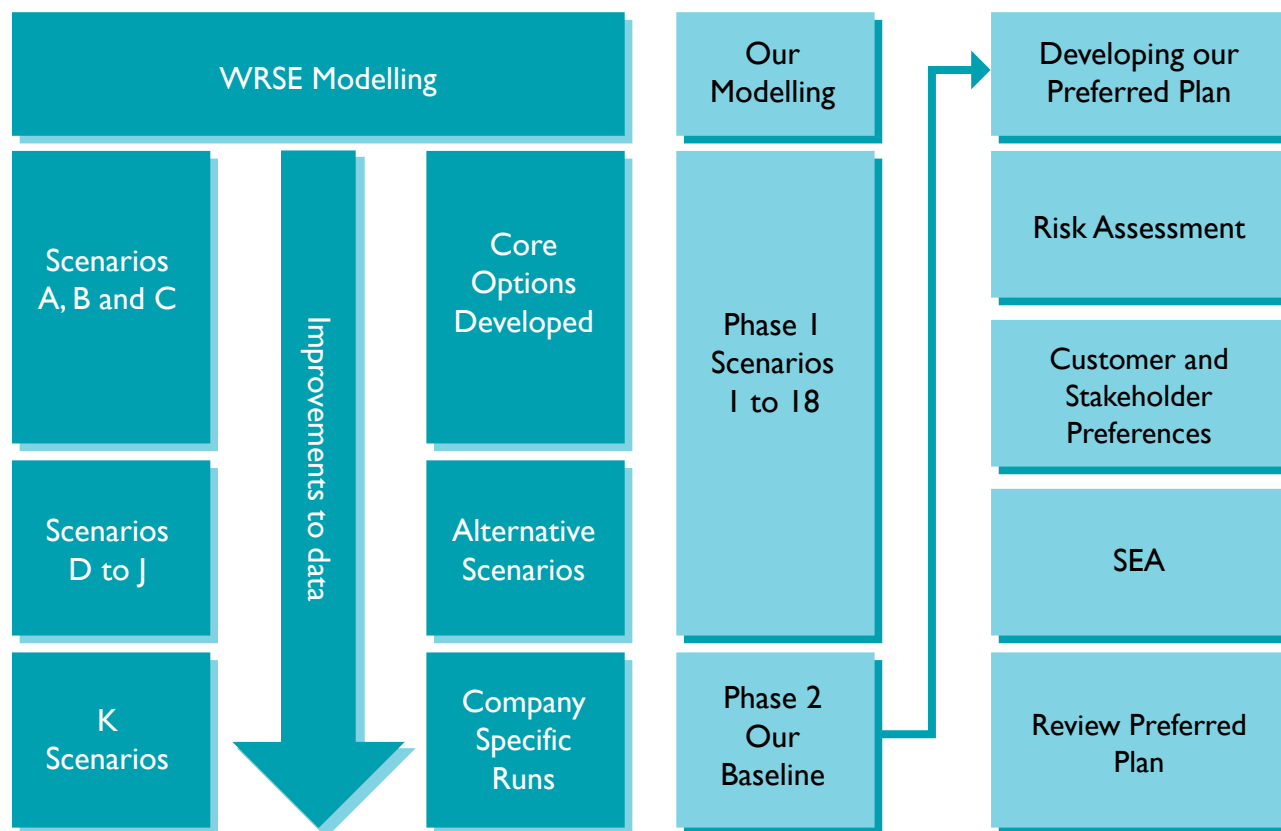 WRSE Modelling
Scenarios
A, B and C
Scenarios
D to J
K
Scenarios
Improvements to data
Core
Options
Developed
Alternative
Scenarios
Company
Specific
Runs
Our
Modelling
Phase 1
Scenarios
1 to 18
Phase 2
Our
Baseline
Developing our
Preferred Plan
Risk Assessment
Customer and
Stakeholder
Preferences
SEA
Review Preferred
Plan